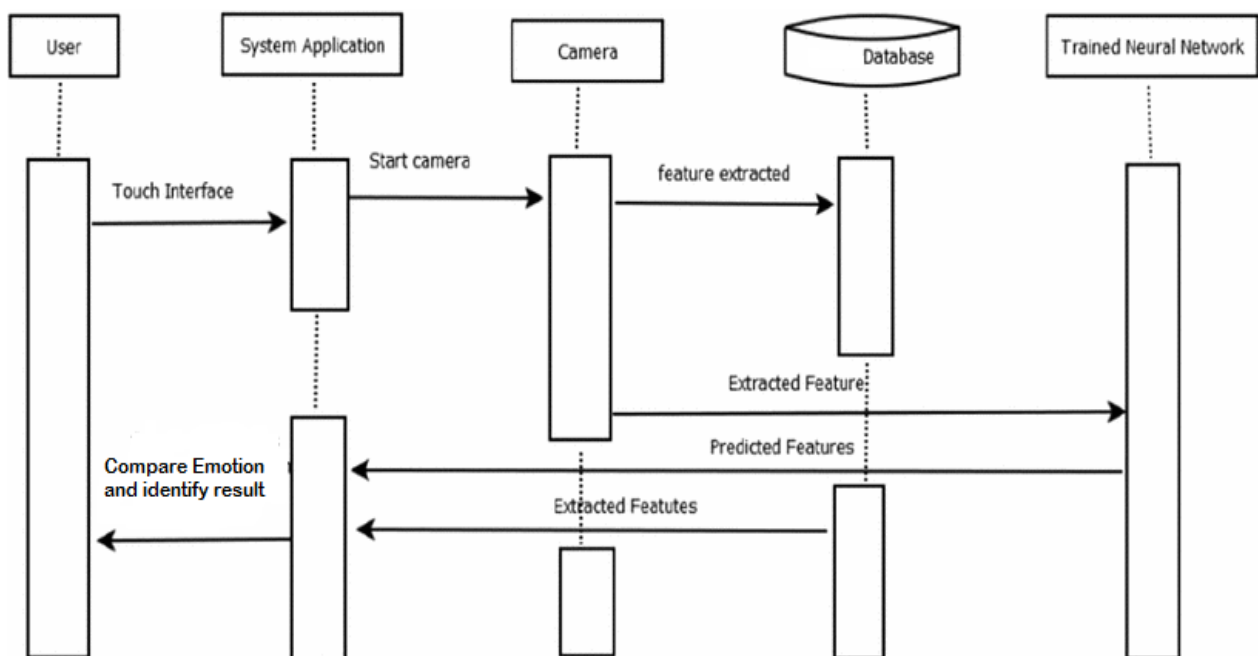 User
System Application
Camera
Database
Trained Neural Network
Start camera
feature extracted
Touch Interface
Extracted Feature
Predicted Features
Compare Emotion
and identify result
Extracted Featutes